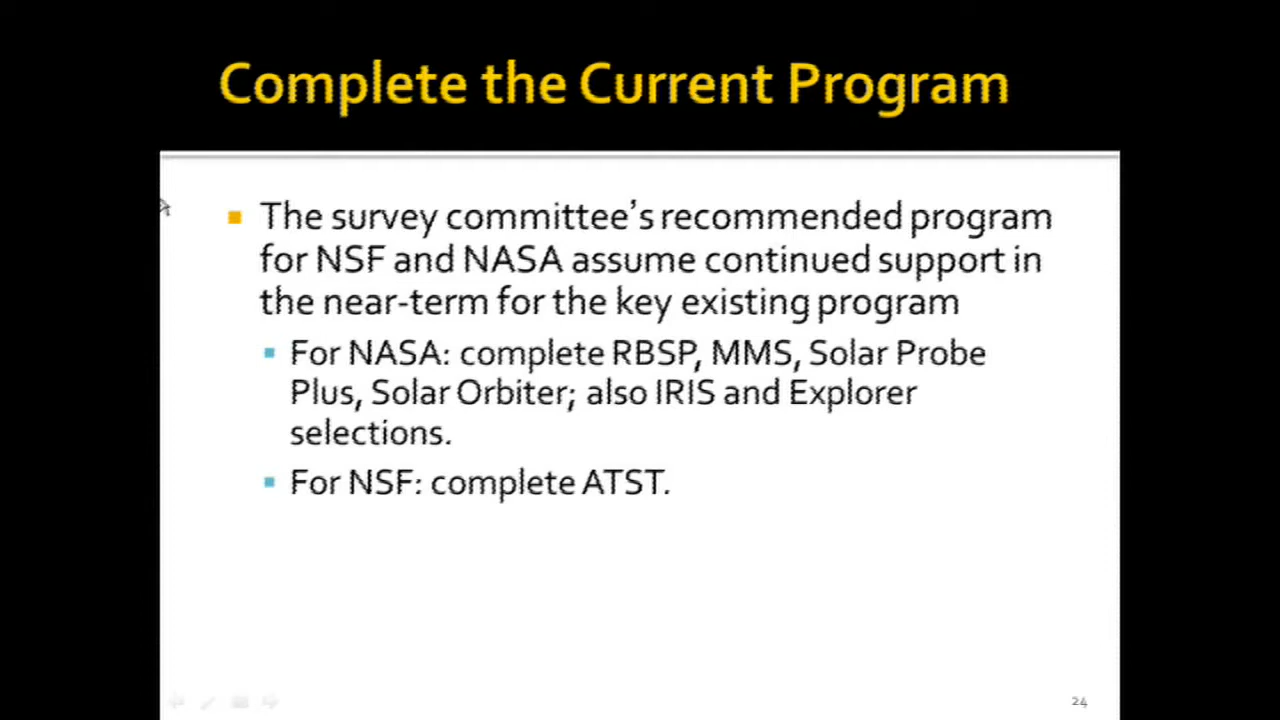 Complete the Current Program
The survey committee's recommended program
for NSF and NASA assume continued support in
the near-term for the key existing program
For NASA: complete RBSP, MMS, Solar Probe
Plus, Solar Orbiter; also IRIS and Explorer
selections.
For NSF: complete ATST.
24